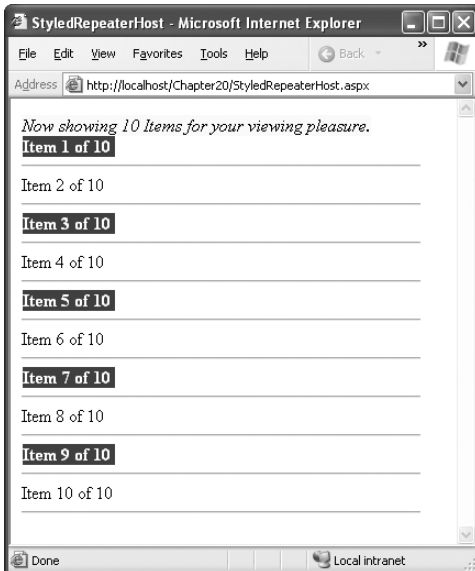 StyledRepeaterHost - Microsoft Internet Explorer
File Edit View Favorites Tools Help Back »
Address http://localhost/Chapter20/StyledRepeaterHost.aspx
Now showing 10 Items for your viewing pleasure.
Item 1 of 10
Item 2 of 10
Item 3 of 10
Item 4 of 10
Item 5 of 10
Item 6 of 10
Item 7 of 10
Item 8 of 10
Item 9 of 10
Item 10 of 10
Done Local intranet